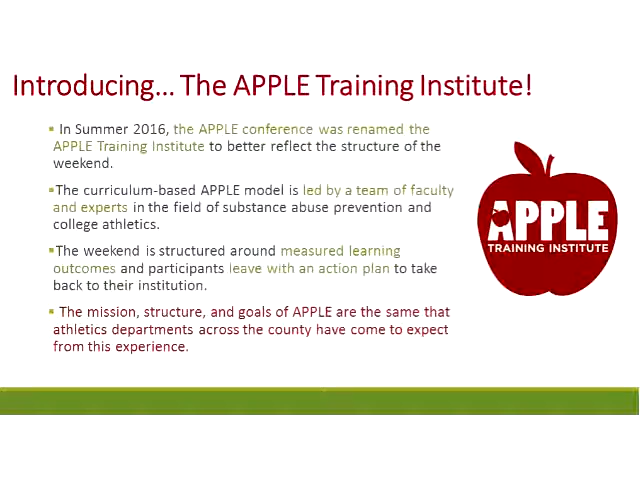 Introducing... The APPLE Training Institute!
▪ In Summer 2016, the APPLE conference was renamed the
APPLE Training Institute to better reflect the structure of the
weekend.
▪The curriculum-based APPLE model is led by a team of faculty
and experts in the field of substance abuse prevention and
college athletics.
▪The weekend is structured around measured learning
outcomes and participants leave with an action plan to take
back to their institution.
▪ The mission, structure, and goals of APPLE are the same that
athletics departments across the county have come to expect
from this experience.
APPLE
TRAINING INSTITUTE